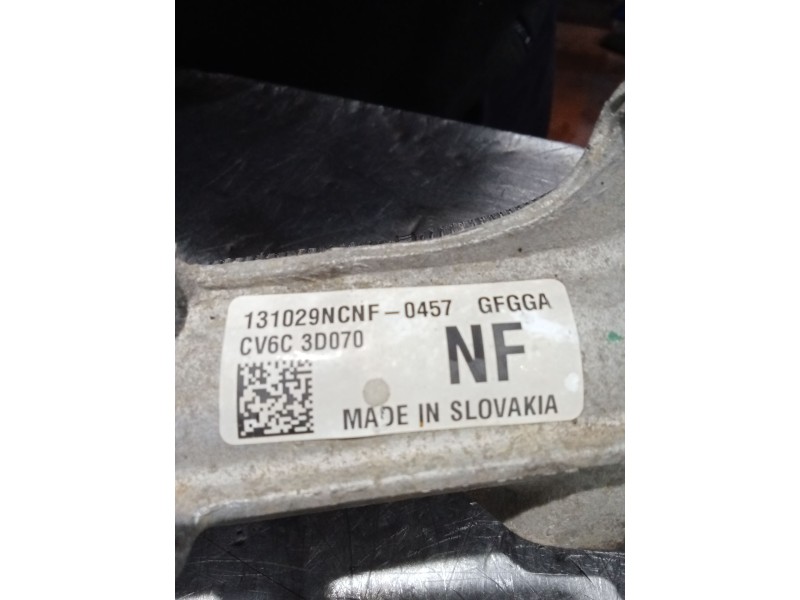 131029NCNF-0457 GFGGA
CV6C 3D070
NF
MADE IN SLOVAKIA